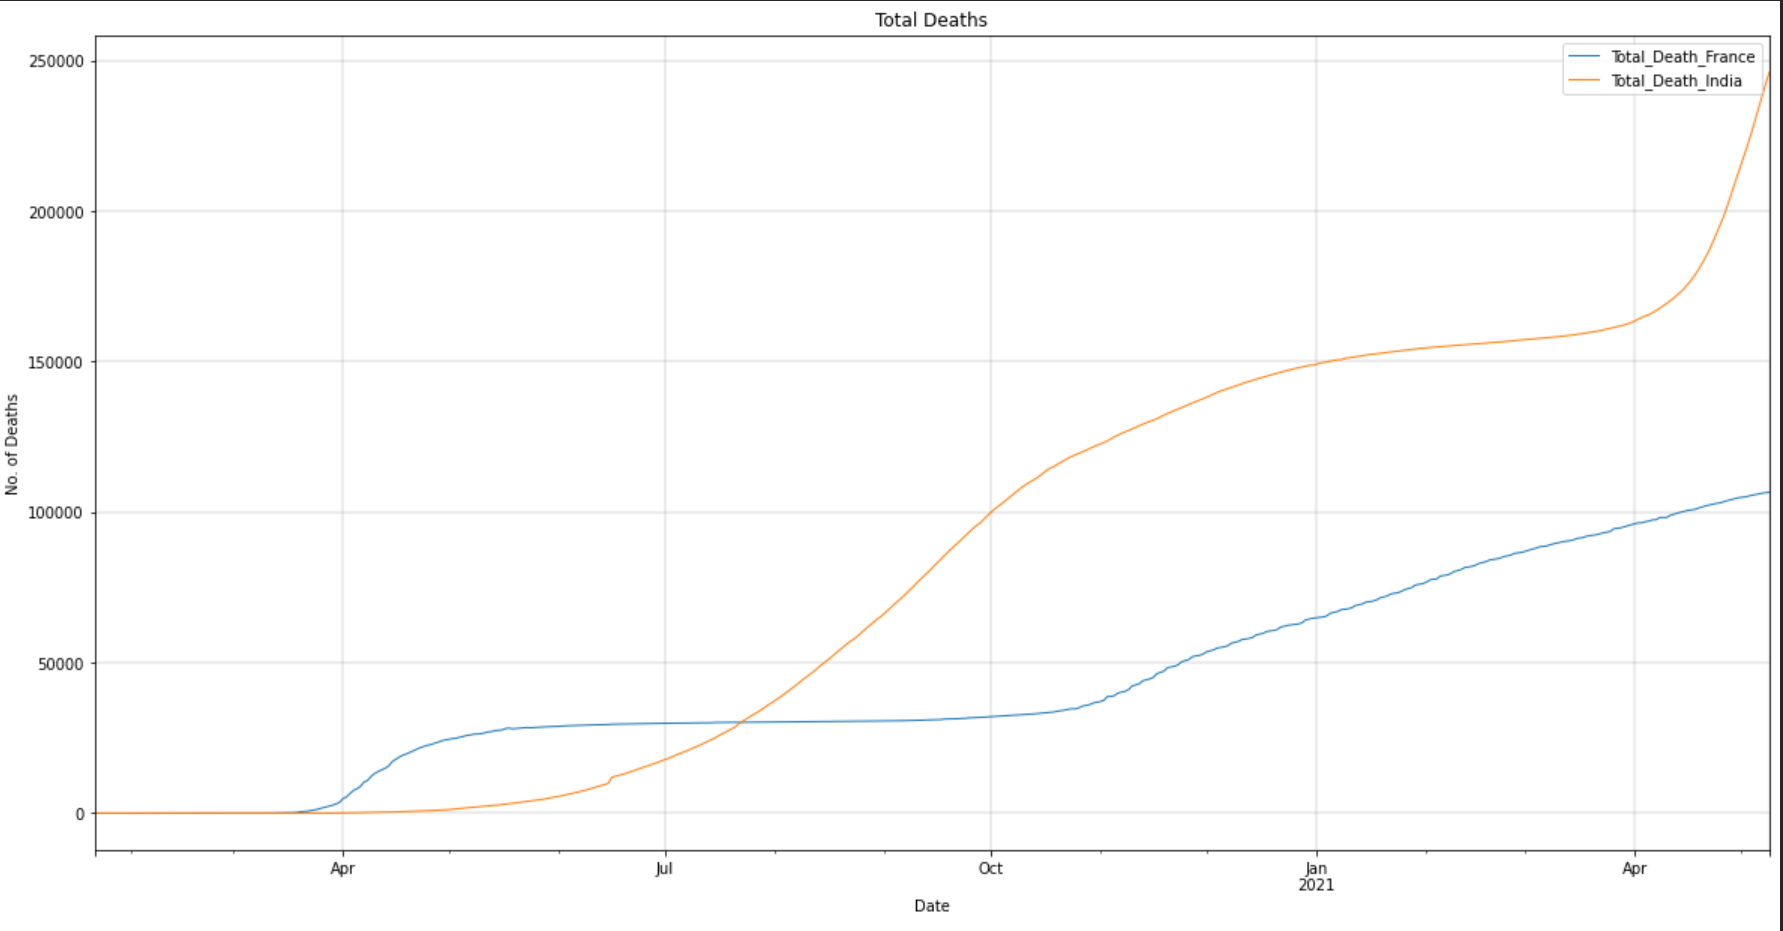 Total Deaths
Total_Death_France
Total_Death_India
250000
200000
150000
100000
50000
0
No. of Deaths
Apr
Jul
Oct
Jan
2021
Apr
Date